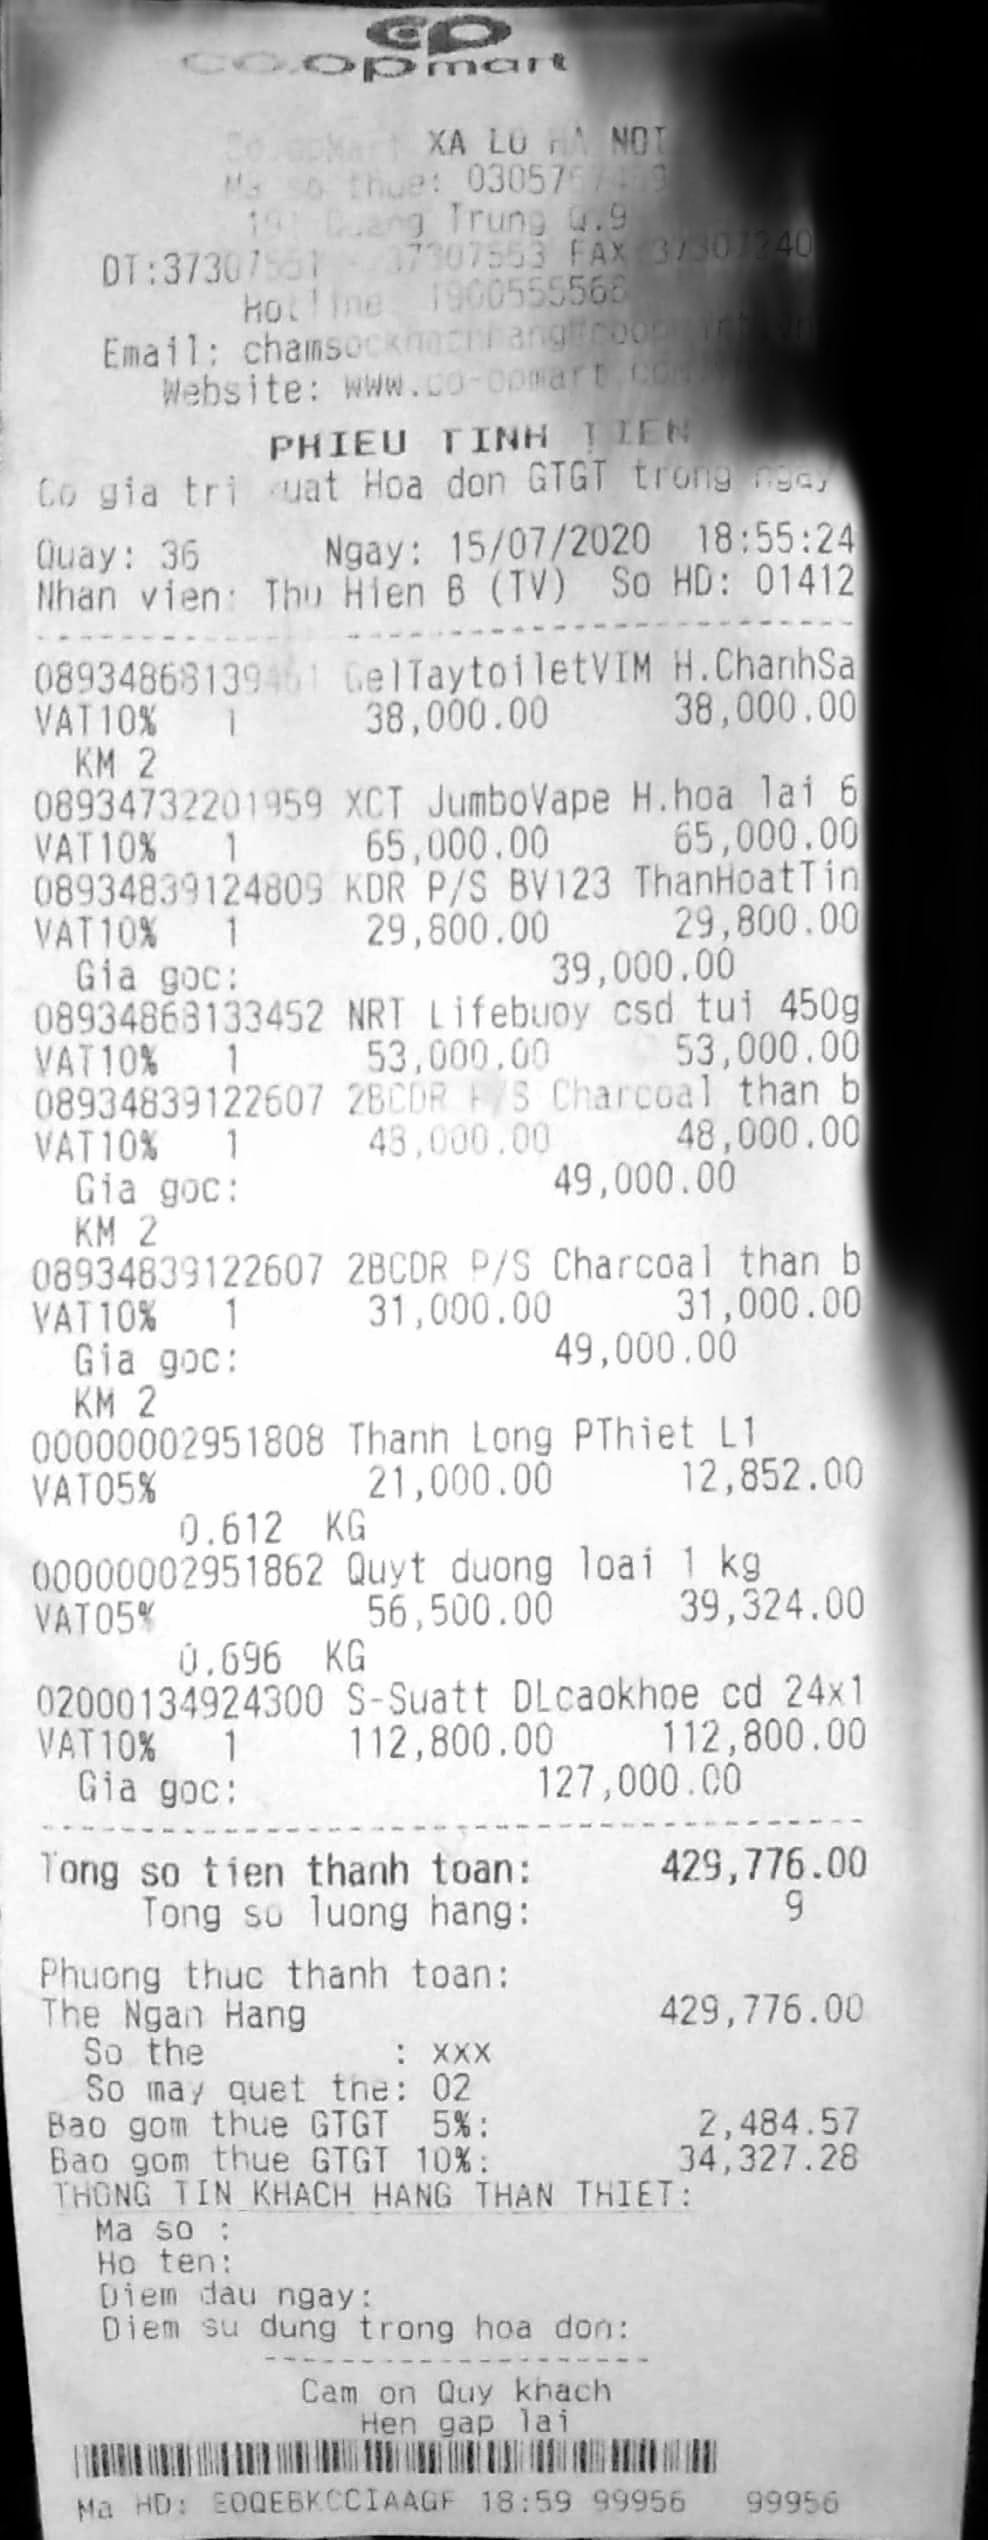 co.opmart
Co.opMart XA LO HA NOI
Ma so thue: 03057
191 Quang Trung Q.9
DT:37307551 - 37307553 FAX 37307240
Hotline 1900555568
Email: chamsockhachhang
Website: www.co-opmart.com
PHIEU TINH TIEN
Co gia tri xuat Hoa don GTGT trong ngay
Quay: 36 Ngay: 15/07/2020 18:55:24
Nhan vien: Thu Hien B (TV) So HD: 01412
08934868139461 GelTaytoiletVIM H.ChanhSa
VAT10% 1 38,000.00 38,000.00
KM 2
08934732201959 XCT JumboVape H.hoa lai 6
VAT10% 1 65,000.00 65,000.00
08934839124809 KDR P/S BV123 ThanHoatTin
VAT10% 1 29,800.00 29,800.00
Gia goc: 39,000.00
08934868133452 NRT Lifebuoy csd tui 450g
VAT10% 1 53,000.00 53,000.00
08934839122607 2BCDR P/S Charcoal than b
VAT10% 1 48,000.00 48,000.00
Gia goc: 49,000.00
KM 2
08934839122607 2BCDR P/S Charcoal than b
VAT10% 1 31,000.00 31,000.00
Gia goc: 49,000.00
KM 2
00000002951808 Thanh Long PThiet L1
VAT05% 21,000.00 12,852.00
0.612 KG
00000002951862 Quyt duong loai 1 kg
VAT05% 56,500.00 39,324.00
0.696 KG
02000134924300 S-Suatt DLcaokhoe cd 24x1
VAT10% 1 112,800.00 112,800.00
Gia goc: 127,000.00
Tong so tien thanh toan: 429,776.00
Tong so luong hang: 9
Phuong thuc thanh toan:
The Ngan Hang 429,776.00
So the : xxx
So may quet the: 02
Bao gom thue GTGT 5%: 2,484.57
Bao gom thue GTGT 10%: 34,327.28
THONG TIN KHACH HANG THAN THIET:
Ma so :
Ho ten:
Diem dau ngay:
Diem su dung trong hoa don:
Cam on Quy khach
Hen gap lai
Ma HD: EOQEBKCCIAAGF 18:59 99956 99956